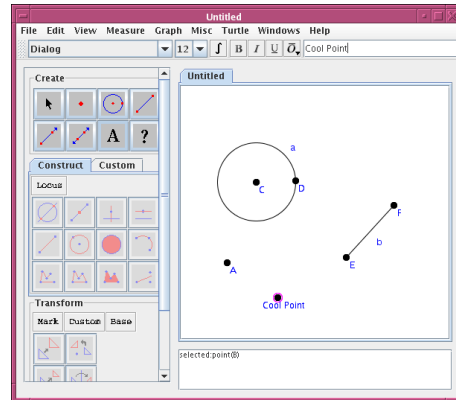 Untitled
File Edit View Measure Graph Misc Turtle Windows Help
Dialog 12 ∫ B I U O Cool Point
Create
A ?
Construct Custom
Locus
Transform
Mark Custom Base
Untitled
a
C
D
F
b
E
A
Cool Point
selected:point(B)